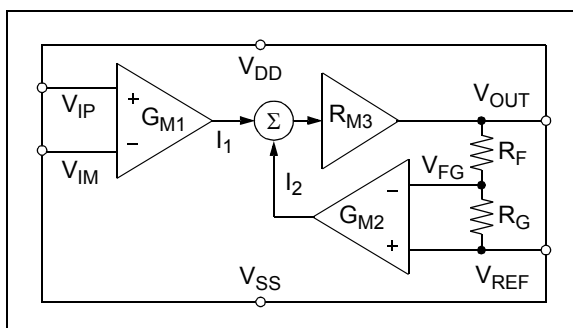 V_DD
V_IP
+
G_M1
−
V_IM
I_1
Σ
R_M3
V_OUT
R_F
V_FG
I_2
−
G_M2
+
R_G
V_REF
V_SS